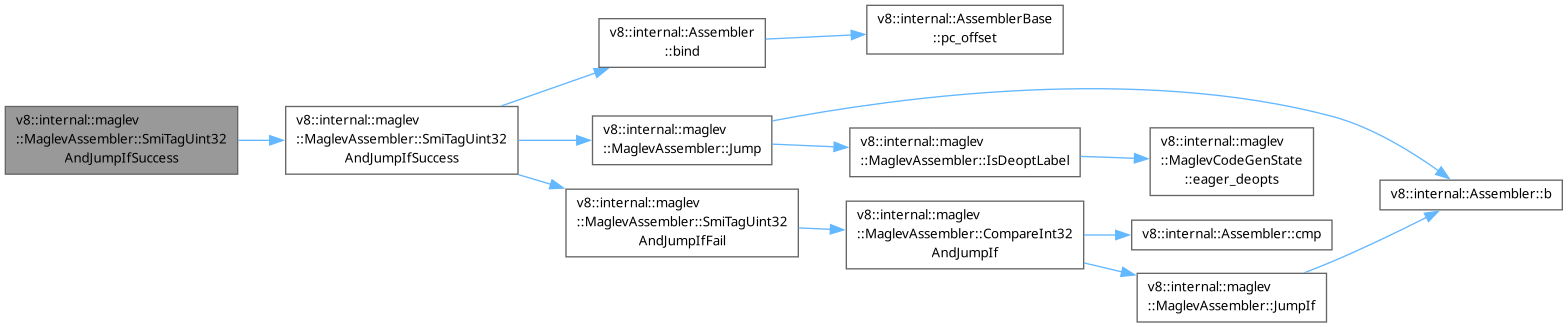 v8::internal::maglev
::MaglevAssembler::SmiTagUint32
AndJumpIfSuccess
v8::internal::maglev
::MaglevAssembler::SmiTagUint32
AndJumpIfSuccess
v8::internal::Assembler
::bind
v8::internal::AssemblerBase
::pc_offset
v8::internal::maglev
::MaglevAssembler::Jump
v8::internal::maglev
::MaglevAssembler::IsDeoptLabel
v8::internal::maglev
::MaglevCodeGenState
::eager_deopts
v8::internal::Assembler::b
v8::internal::maglev
::MaglevAssembler::SmiTagUint32
AndJumpIfFail
v8::internal::maglev
::MaglevAssembler::CompareInt32
AndJumpIf
v8::internal::Assembler::cmp
v8::internal::maglev
::MaglevAssembler::JumpIf